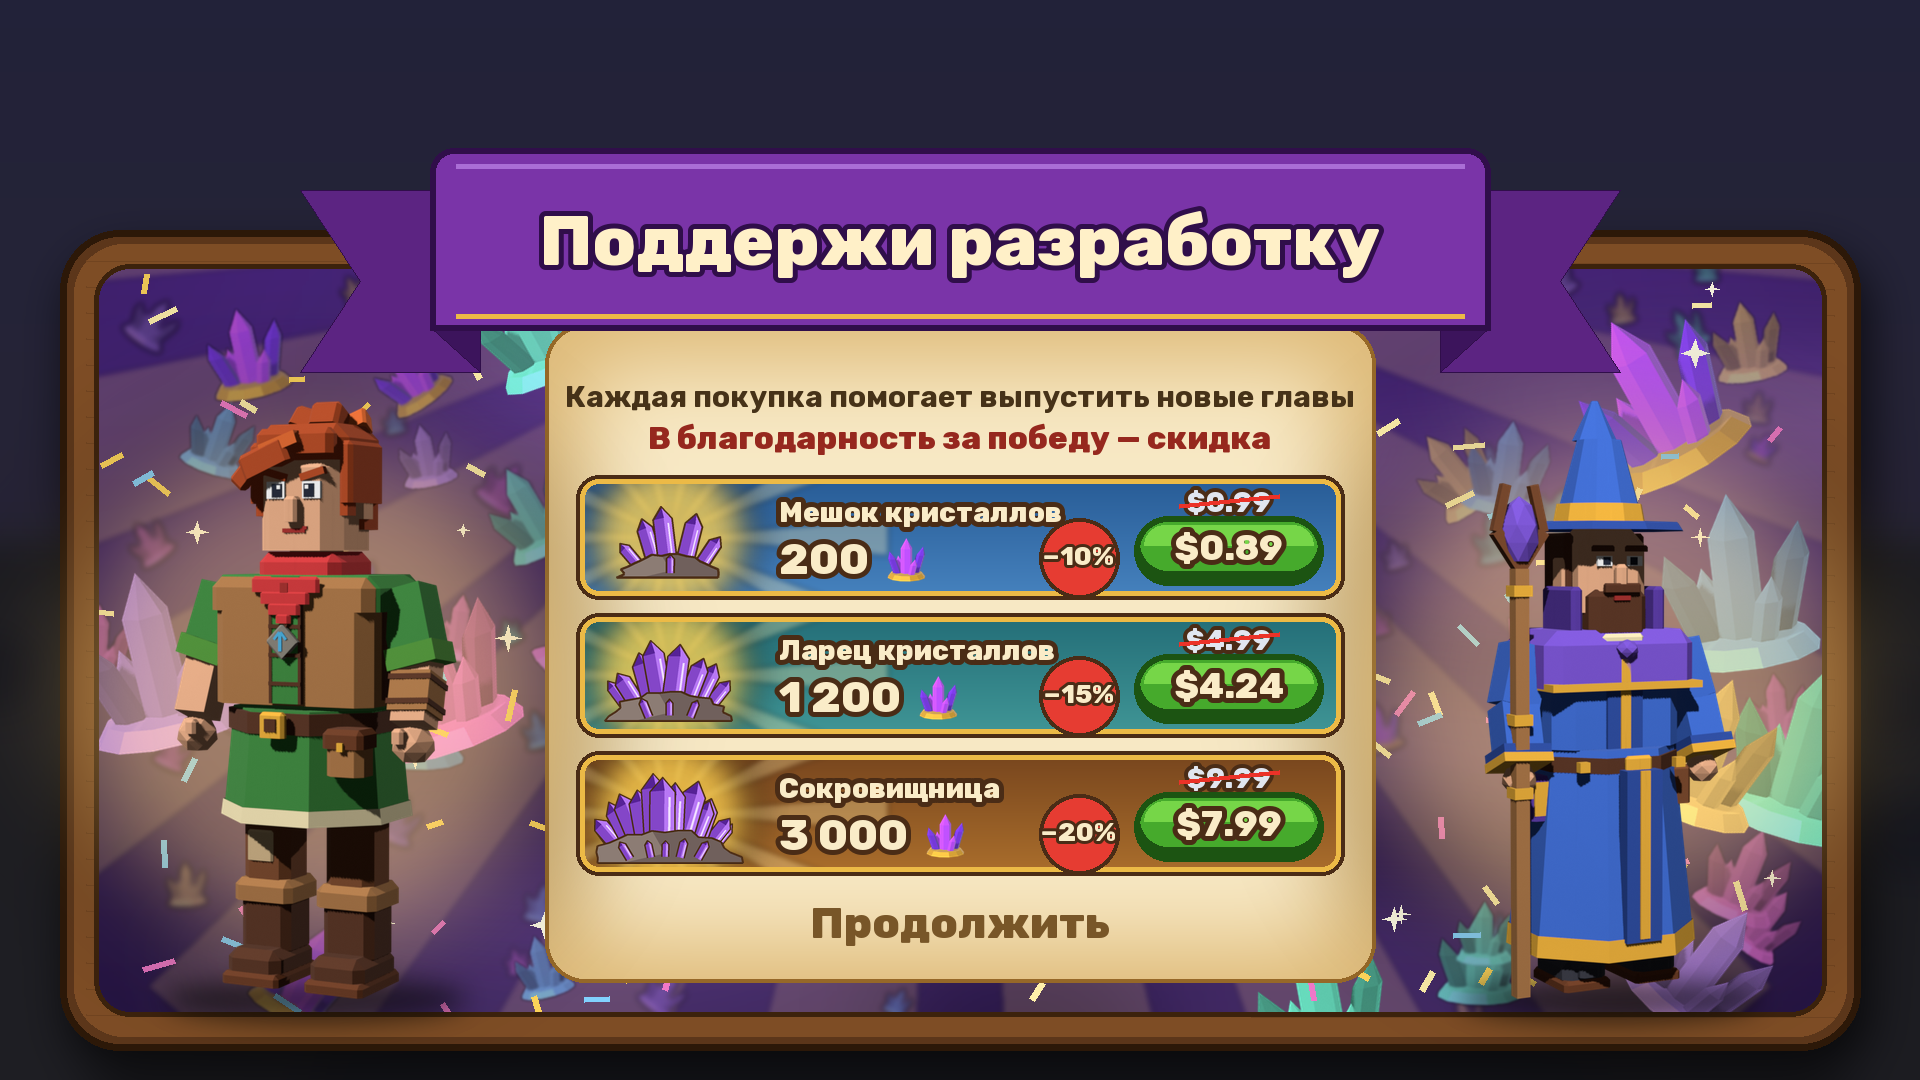 Поддержи разработку
Каждая покупка помогает выпустить новые главы
В благодарность за победу — скидка
Мешок кристаллов
200
−10%
$0.99
$0.89
Ларец кристаллов
1 200
−15%
$4.99
$4.24
Сокровищница
3 000
−20%
$9.99
$7.99
Продолжить